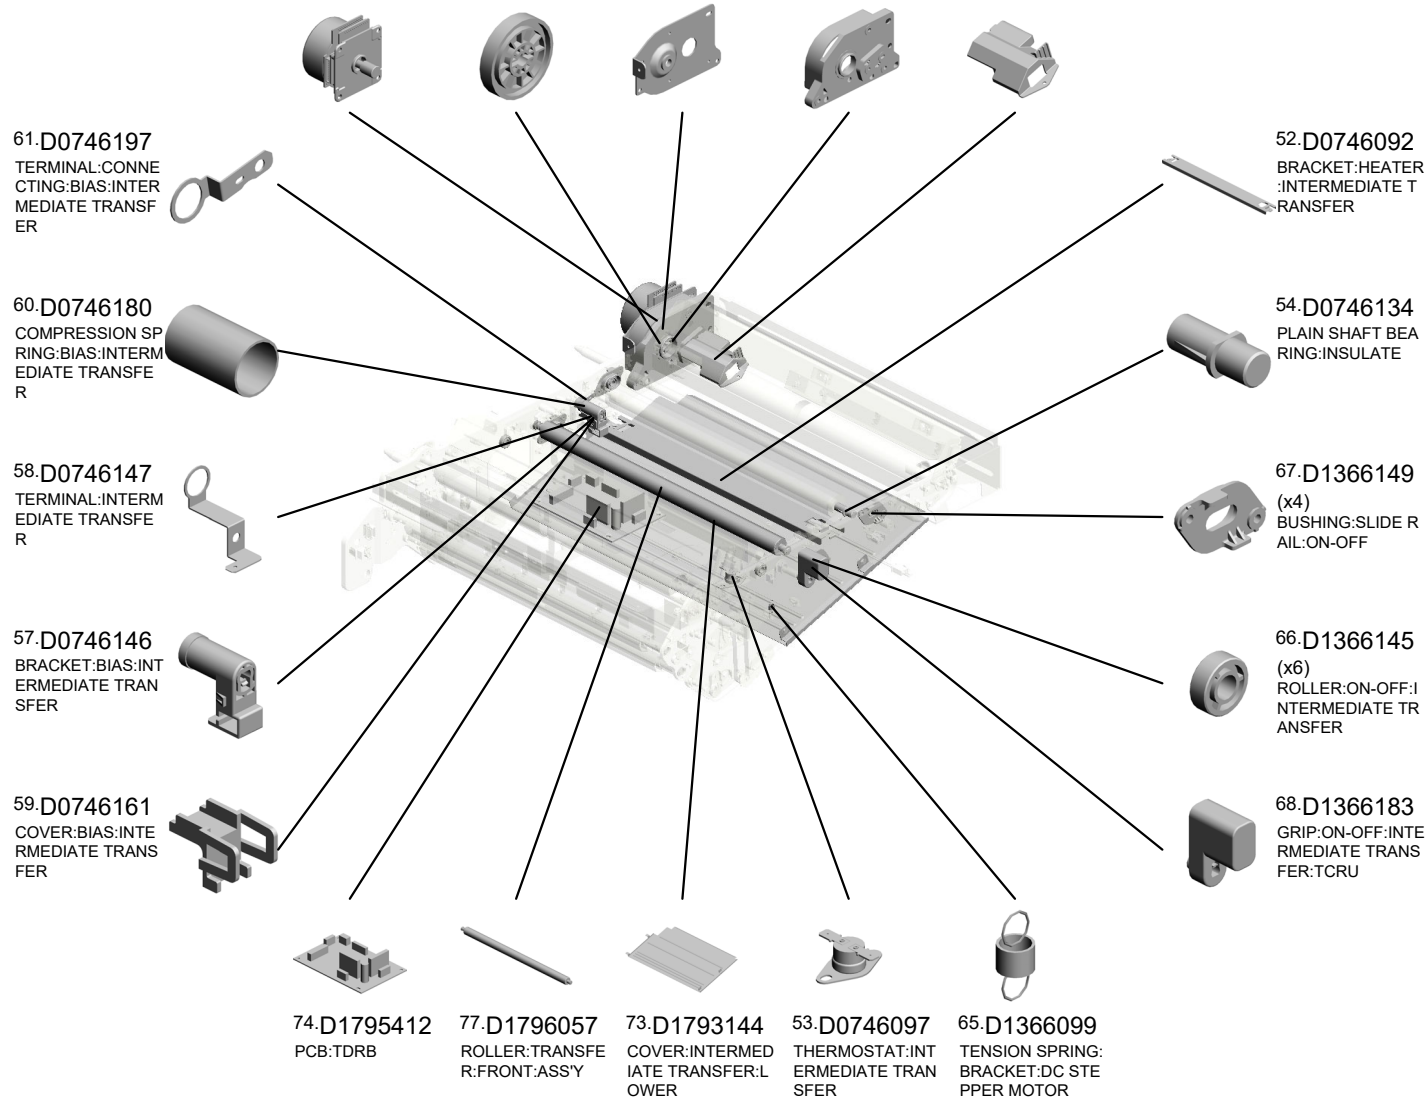 61.D0746197
TERMINAL:CONNE
CTING:BIAS:INTER
MEDIATE TRANSF
ER
60.D0746180
COMPRESSION SP
RING:BIAS:INTERM
EDIATE TRANSFE
R
58.D0746147
TERMINAL:INTERM
EDIATE TRANSFE
R
57.D0746146
BRACKET:BIAS:INT
ERMEDIATE TRAN
SFER
59.D0746161
COVER:BIAS:INTE
RMEDIATE TRANS
FER
52.D0746092
BRACKET:HEATER
:INTERMEDIATE T
RANSFER
54.D0746134
PLAIN SHAFT BEA
RING:INSULATE
67.D1366149
(x4)
BUSHING:SLIDE R
AIL:ON-OFF
66.D1366145
(x6)
ROLLER:ON-OFF:I
NTERMEDIATE TR
ANSFER
68.D1366183
GRIP:ON-OFF:INTE
RMEDIATE TRANS
FER:TCRU
74.D1795412
PCB:TDRB
77.D1796057
ROLLER:TRANSFE
R:FRONT:ASS'Y
73.D1793144
COVER:INTERMED
IATE TRANSFER:L
OWER
53.D0746097
THERMOSTAT:INT
ERMEDIATE TRAN
SFER
65.D1366099
TENSION SPRING:
BRACKET:DC STE
PPER MOTOR